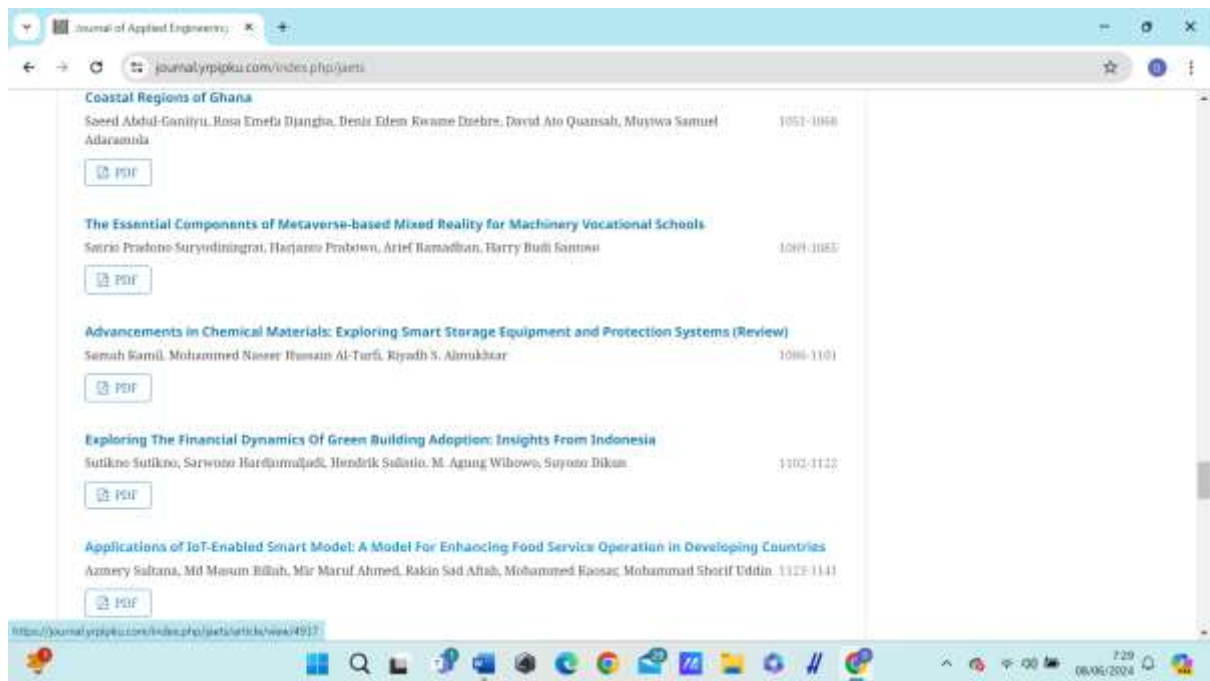 Journal of Applied Engineering
journal.yrpipku.com/index.php/jaets
Coastal Regions of Ghana
Saeed Abdul-Ganiyu, Rosa Emefa Djangba, Denis Edem Kwame Dzebre, David Ato Quansah, Muyiwa Samuel
Adaramola
PDF
The Essential Components of Metaverse-based Mixed Reality for Machinery Vocational Schools
Satrio Pradono Suryodiningrat, Harjanto Prabowo, Arief Ramadhan, Harry Budi Santoso
PDF
Advancements in Chemical Materials: Exploring Smart Storage Equipment and Protection Systems (Review)
Samah Kamil, Mohammed Naseer Hussain Al-Turfi, Riyadh S. Almukhtar 1086-1101
PDF
Exploring The Financial Dynamics Of Green Building Adoption: Insights From Indonesia
Sutikno Sutikno, Sarwono Hardjomuljadi, Hendrik Sulistio, M. Agung Wibowo, Suyono Dikun 1102-1122
PDF
Applications of IoT-Enabled Smart Model: A Model For Enhancing Food Service Operation in Developing Countries
Azmery Sultana, Md Masum Billah, Mir Maruf Ahmed, Rakin Sad Aftab, Mohammed Kaosar, Mohammad Shorif Uddin 1123-1141
PDF
https://journal.yrpipku.com/index.php/jaets/article/view/4937
7:29
08/06/2024